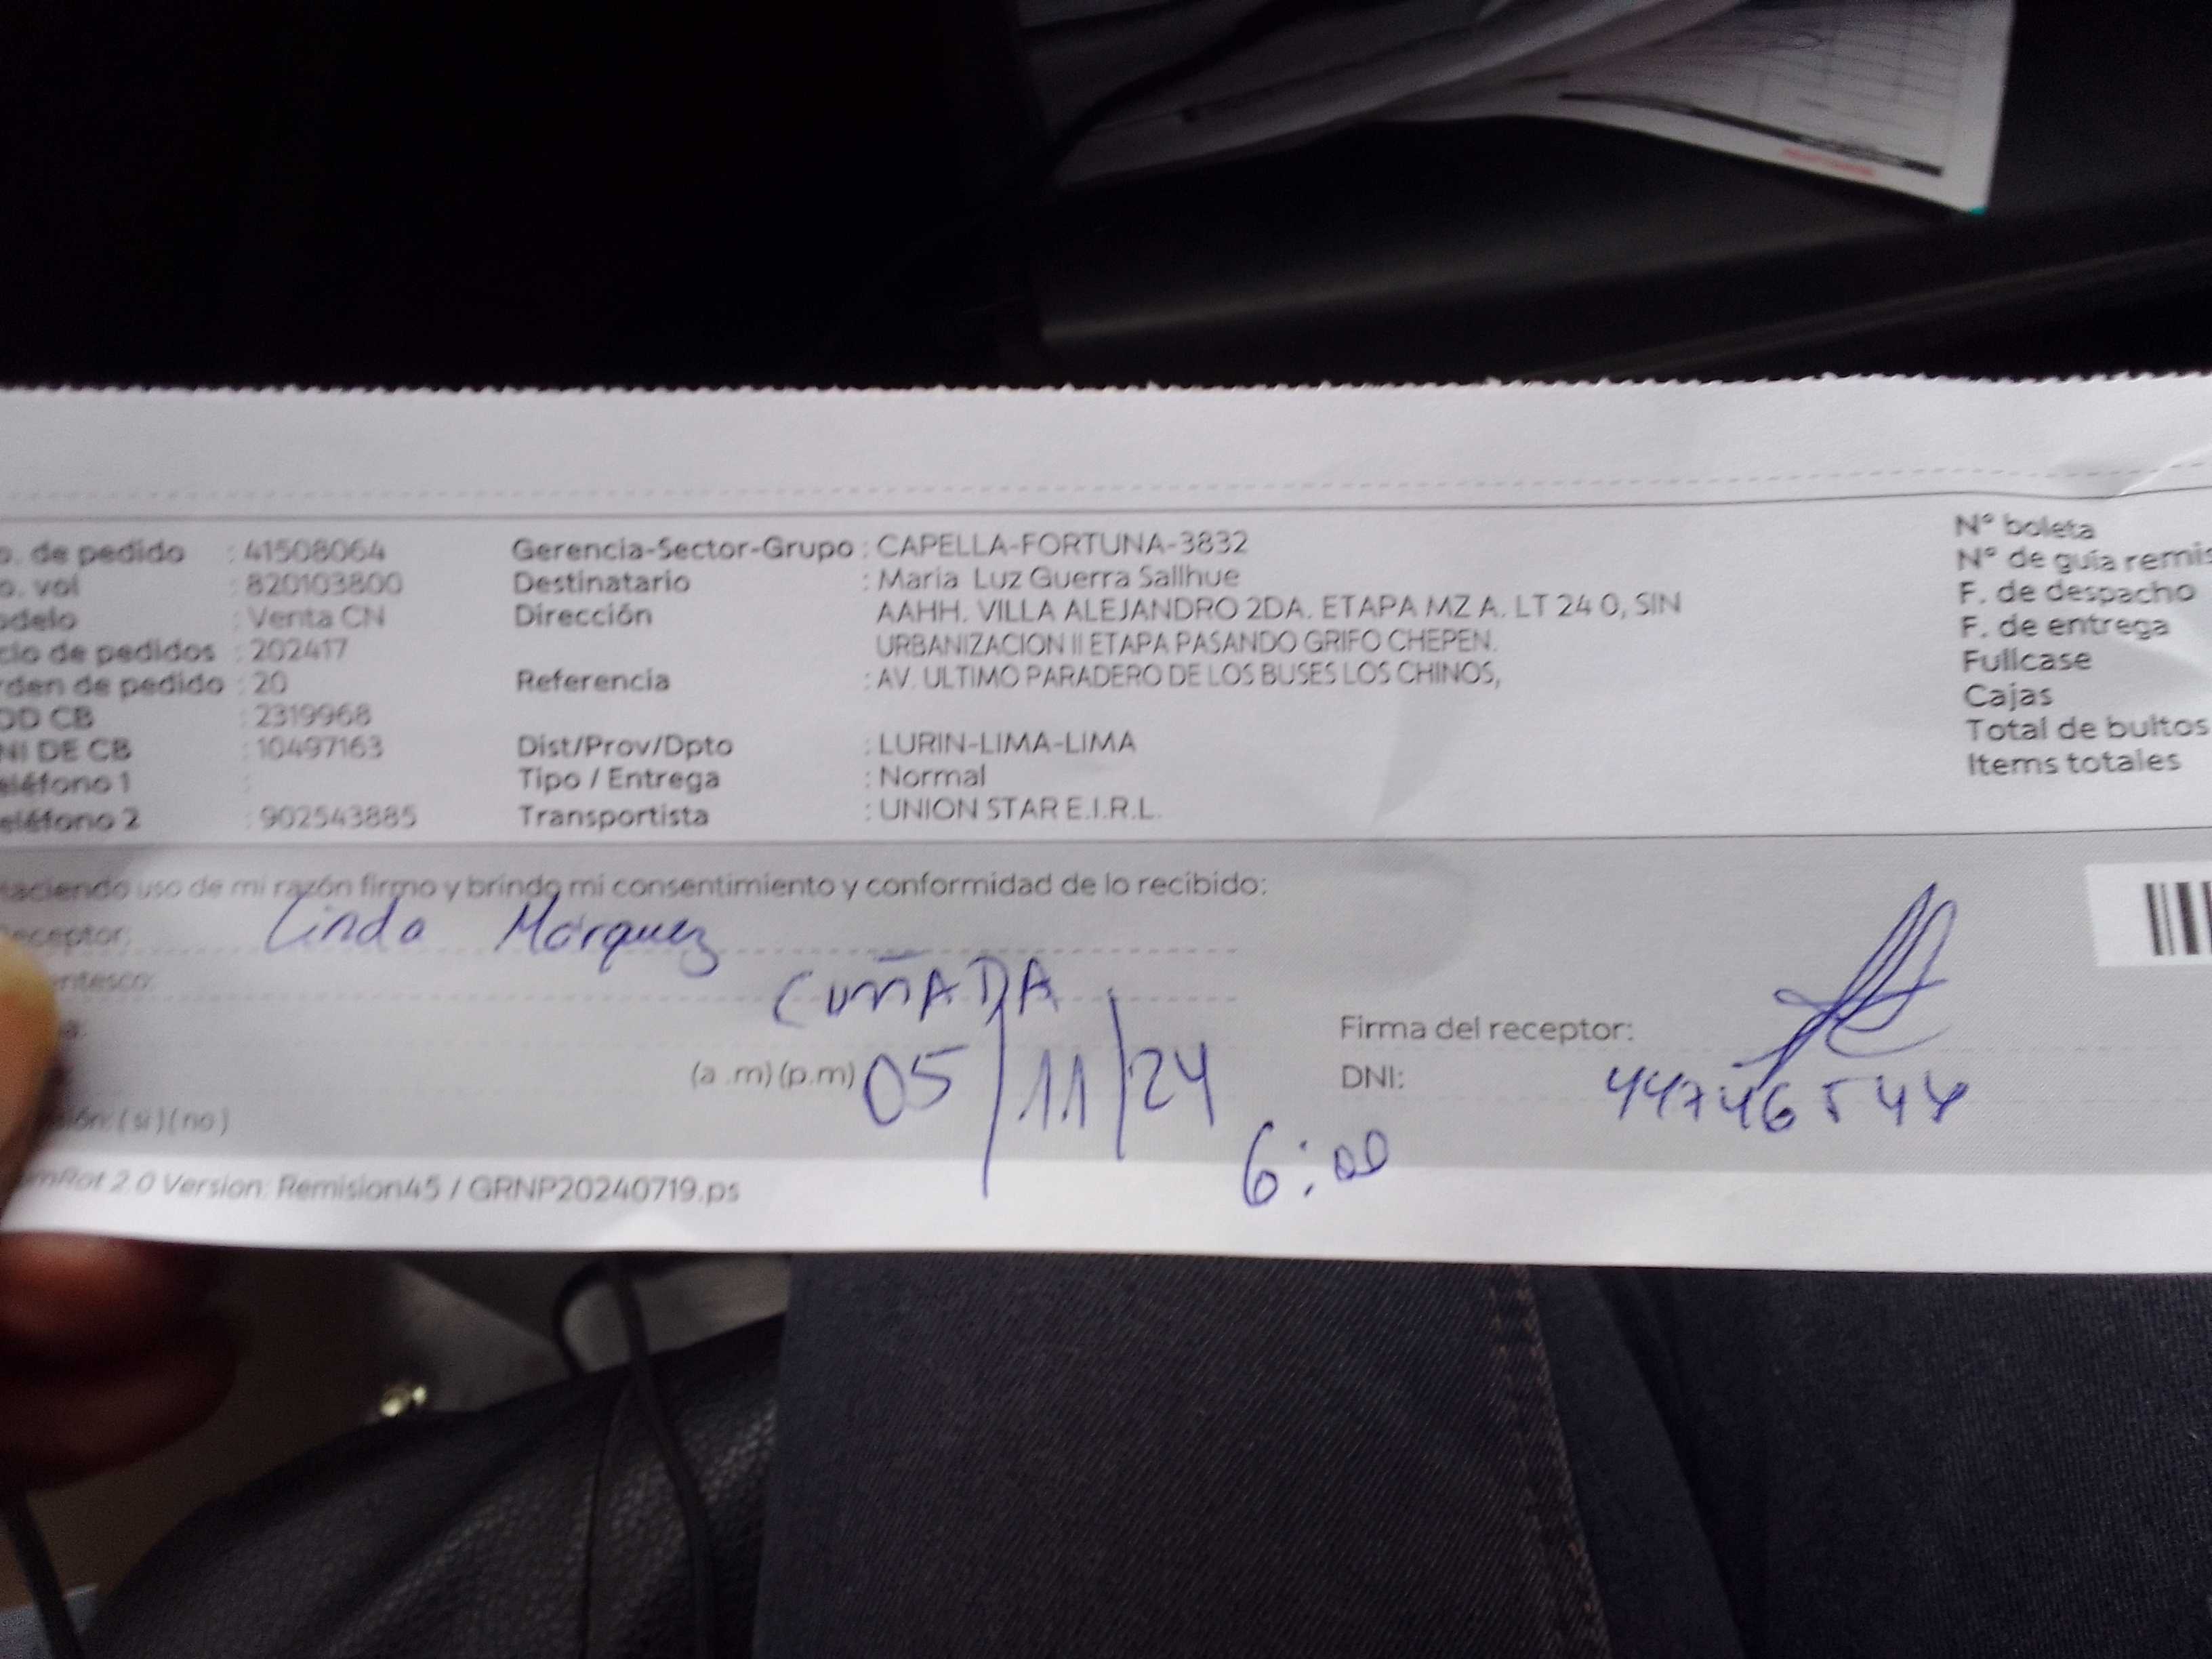 o. de pedido : 41508064 Gerencia-Sector-Grupo : CAPELLA-FORTUNA-3832 N° boleta
o. vol : 820103800 Destinatario : Maria Luz Guerra Sallhue N° de guía remis
odelo : Venta CN Dirección AAHH. VILLA ALEJANDRO 2DA. ETAPA MZ A. LT 24 0, SIN F. de despacho
clo de pedidos : 202417 URBANIZACION II ETAPA PASANDO GRIFO CHEPEN. F. de entrega
rden de pedido : 20 Referencia : AV. ULTIMO PARADERO DE LOS BUSES LOS CHINOS, Fullcase
OD CB : 2319968 Cajas
NI DE CB : 10497163 Dist/Prov/Dpto : LURIN-LIMA-LIMA Total de bultos
eléfono 1 : Tipo / Entrega : Normal Items totales
eléfono 2 : 902543885 Transportista : UNION STAR E.I.R.L.
Haciendo uso de mi razón firmo y brindo mi consentimiento y conformidad de lo recibido:
Receptor: Linda Márquez
entesco: CUÑADA
Firma del receptor:
(a .m) (p.m) 05/11/24 DNI: 44746544
ión: (si) (no)
6:00
mRot 2.0 Version: Remision45 / GRNP20240719.ps